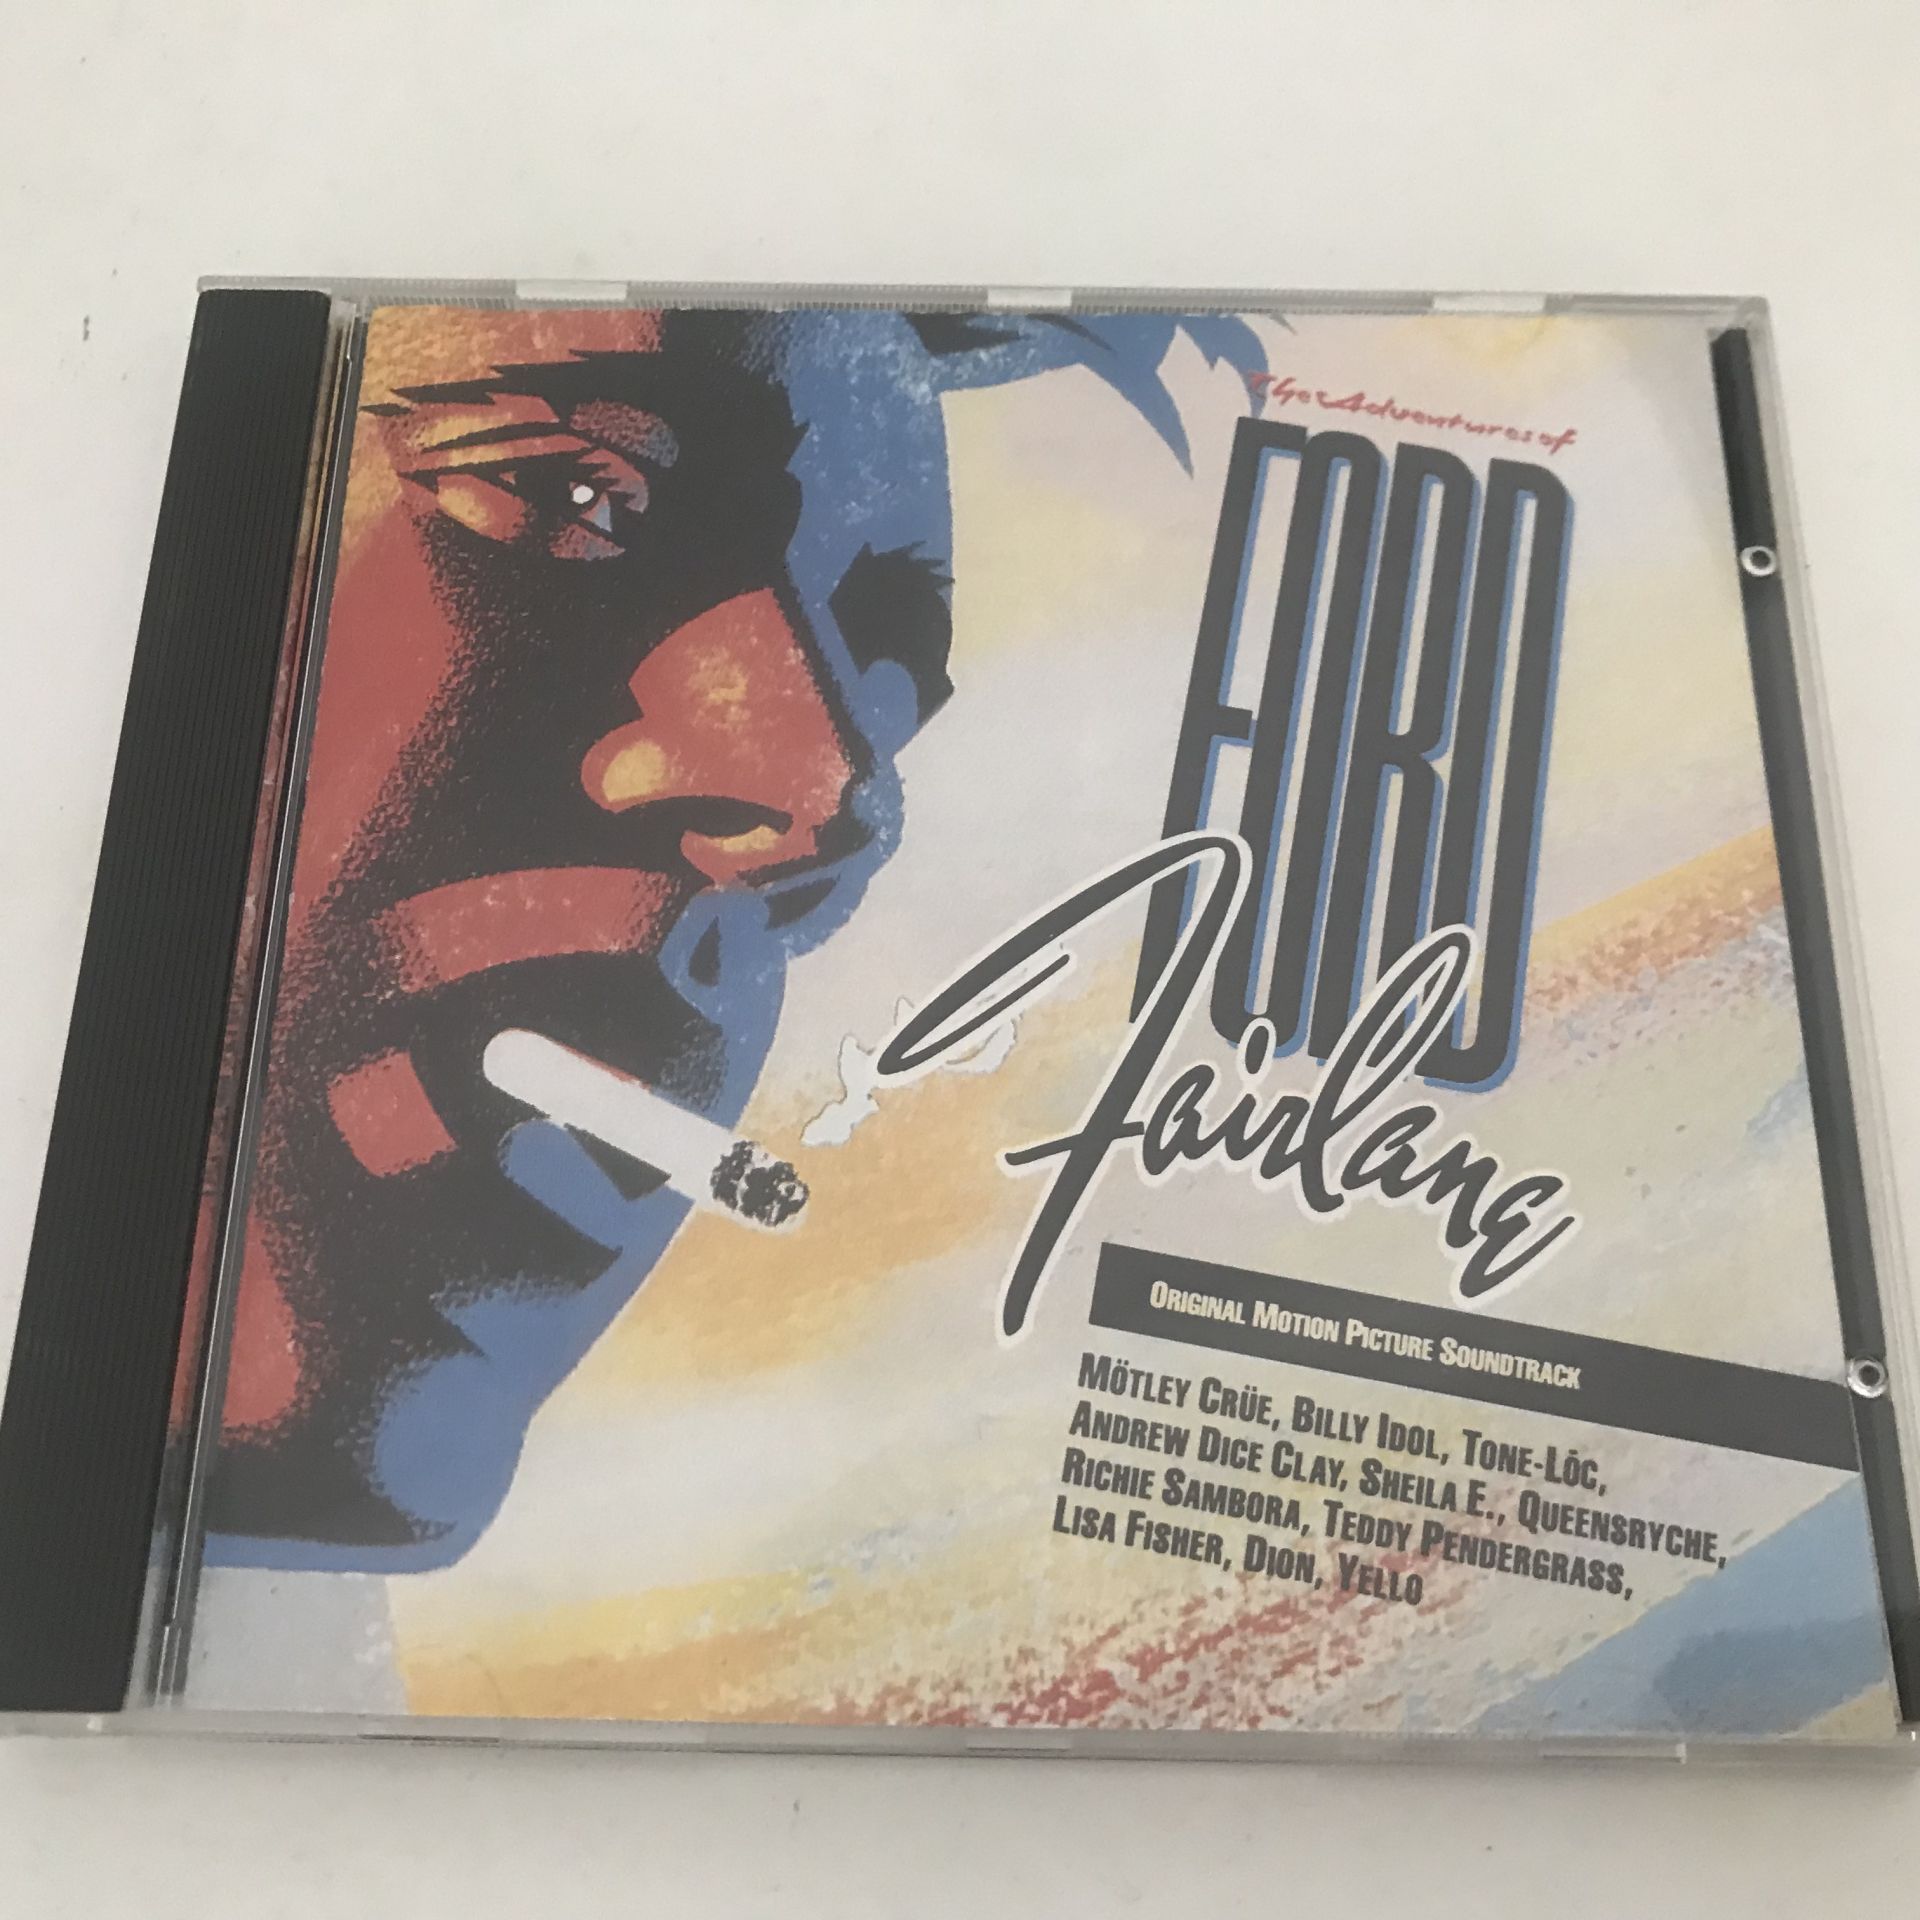 The Adventures of
FORD
Fairlane
ORIGINAL MOTION PICTURE SOUNDTRACK
MÖTLEY CRÜE, BILLY IDOL, TONE-LŌC,
ANDREW DICE CLAY, SHEILA E., QUEENSRYCHE,
RICHIE SAMBORA, TEDDY PENDERGRASS,
LISA FISHER, DION, YELLO